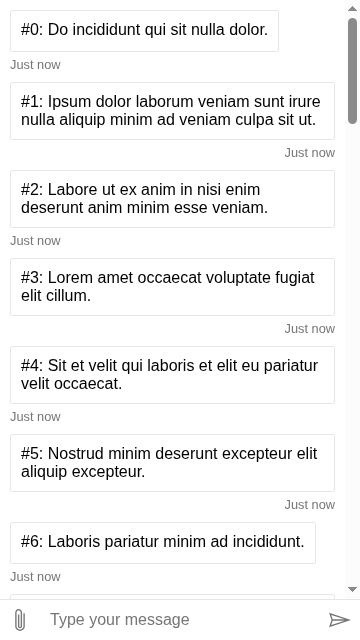 #0: Do incididunt qui sit nulla dolor.
Just now
#1: Ipsum dolor laborum veniam sunt irure
nulla aliquip minim ad veniam culpa sit ut.
Just now
#2: Labore ut ex anim in nisi enim
deserunt anim minim esse veniam.
Just now
#3: Lorem amet occaecat voluptate fugiat
elit cillum.
Just now
#4: Sit et velit qui laboris et elit eu pariatur
velit occaecat.
Just now
#5: Nostrud minim deserunt excepteur elit
aliquip excepteur.
Just now
#6: Laboris pariatur minim ad incididunt.
Just now
Type your message